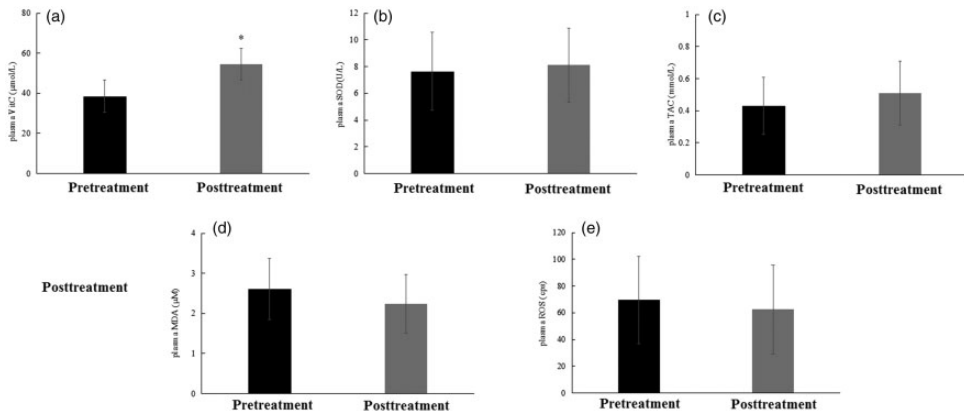 (a)
80
60
40
20
0
plasma VitC (μmol/L)
*
Pretreatment Posttreatment
(b)
12
10
8
6
4
2
0
plasma SOD(U/L)
Pretreatment Posttreatment
(c)
1
0.8
0.6
0.4
0.2
0
plasma TAC (mmol/L)
Pretreatment Posttreatment
Posttreatment
(d)
4
3
2
1
0
plasma MDA (μM)
Pretreatment Posttreatment
(e)
120
100
80
60
40
20
0
plasma ROS (cps)
Pretreatment Posttreatment